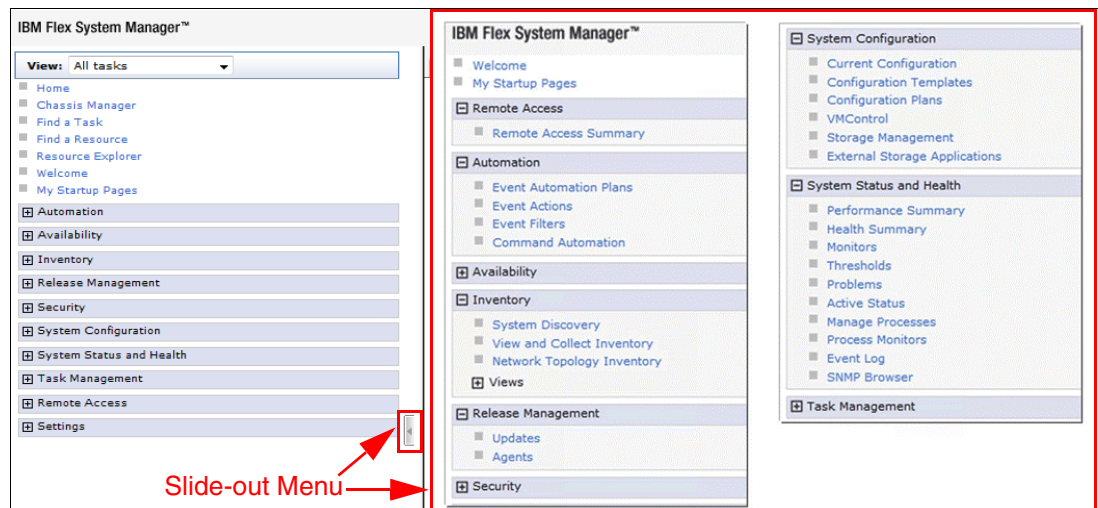 IBM Flex System Manager™
View: All tasks
Home
Chassis Manager
Find a Task
Find a Resource
Resource Explorer
Welcome
My Startup Pages
Automation
Availability
Inventory
Release Management
Security
System Configuration
System Status and Health
Task Management
Remote Access
Settings
Slide-out Menu
IBM Flex System Manager™
Welcome
My Startup Pages
Remote Access
Remote Access Summary
Automation
Event Automation Plans
Event Actions
Event Filters
Command Automation
Availability
Inventory
System Discovery
View and Collect Inventory
Network Topology Inventory
Views
Release Management
Updates
Agents
Security
System Configuration
Current Configuration
Configuration Templates
Configuration Plans
VMControl
Storage Management
External Storage Applications
System Status and Health
Performance Summary
Health Summary
Monitors
Thresholds
Problems
Active Status
Manage Processes
Process Monitors
Event Log
SNMP Browser
Task Management